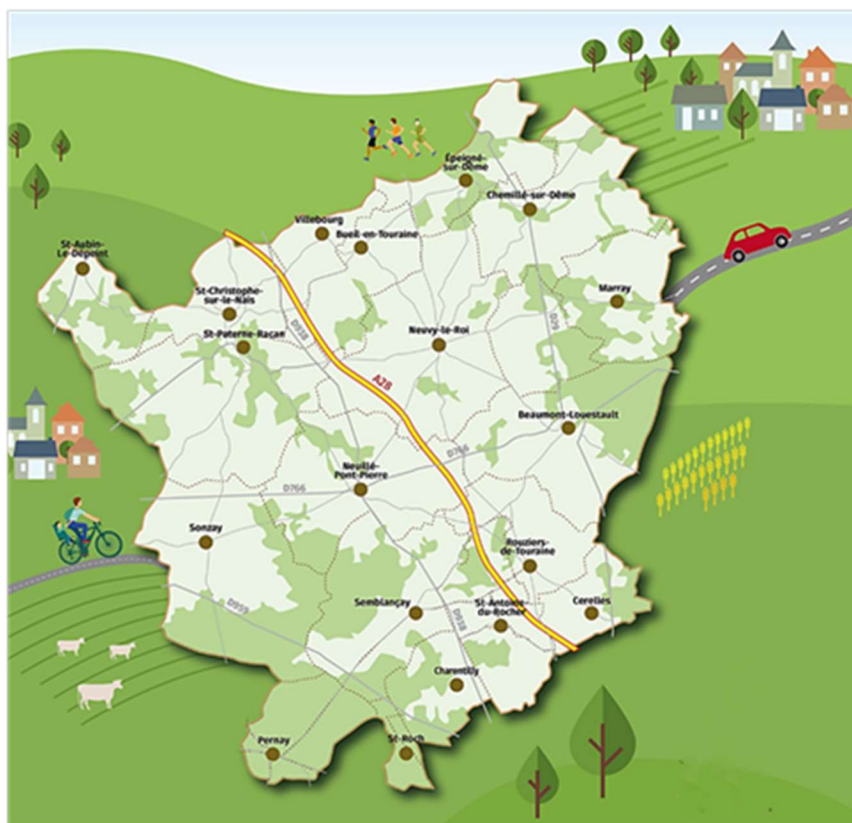 Épeigné-
sur-Dême
Chemillé-sur-Dême
Villebourg
Bueil-en-Touraine
St-Aubin-
Le-Dépeint
St-Christophe-
sur-le-Nais
Marray
D938
D29
Neuvy-le-Roi
St-Paterne-Racan
A28
Beaumont-Louestault
D766
Neuillé-
Pont-Pierre
D766
Sonzay
Rouziers-
de-Touraine
D959
Semblançay
St-Antoine-
du-Rocher
Cerelles
D938
Charentilly
Pernay
St-Roch